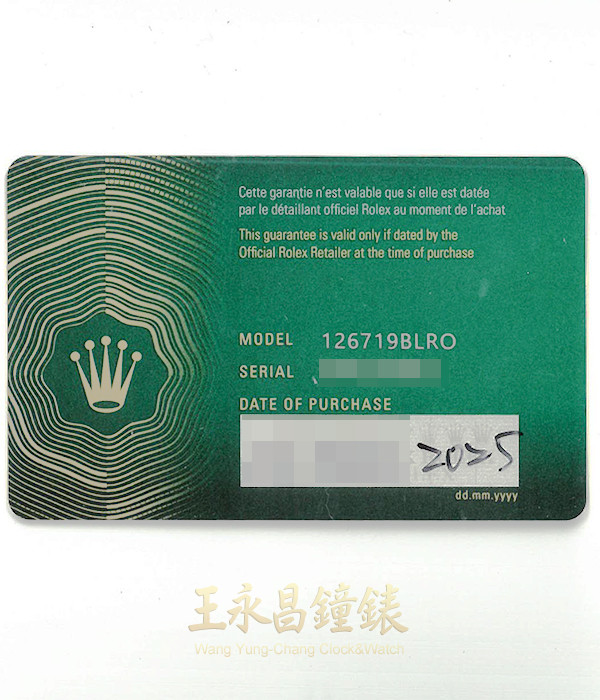 Cette garantie n'est valable que si elle est datée
par le détaillant officiel Rolex au moment de l'achat
This guarantee is valid only if dated by the
Official Rolex Retailer at the time of purchase
MODEL 126719BLRO
SERIAL
DATE OF PURCHASE
2025
dd.mm.yyyy
王永昌鐘錶
Wang Yung-Chang Clock&Watch